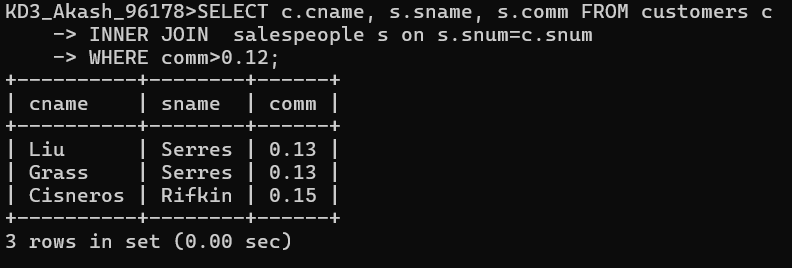 KD3_Akash_96178>SELECT c.cname, s.sname, s.comm FROM customers c
    -> INNER JOIN  salespeople s on s.snum=c.snum
    -> WHERE comm>0.12;
+----------+--------+------+
| cname    | sname  | comm |
+----------+--------+------+
| Liu      | Serres | 0.13 |
| Grass    | Serres | 0.13 |
| Cisneros | Rifkin | 0.15 |
+----------+--------+------+
3 rows in set (0.00 sec)